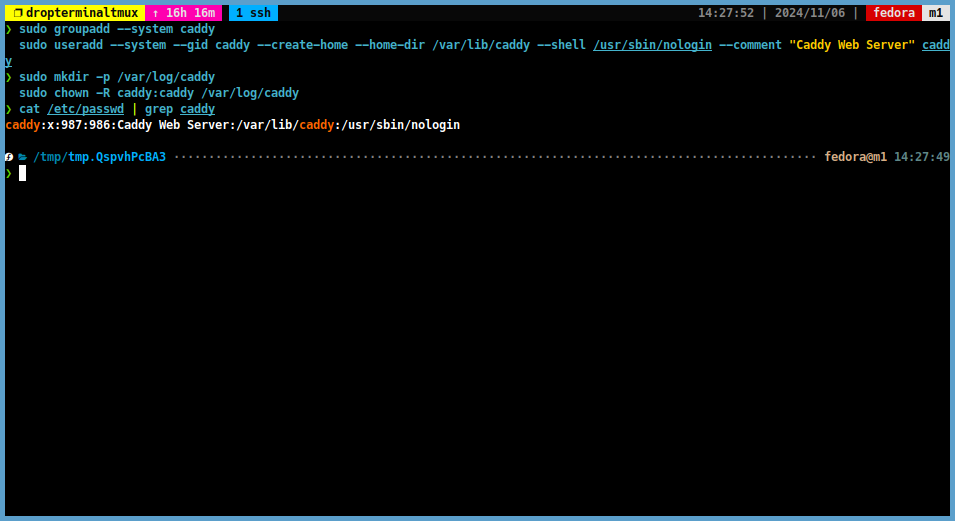 dropterminaltmux ↑ 16h 16m 1 ssh 14:27:52 | 2024/11/06 | fedora m1
❯ sudo groupadd --system caddy
sudo useradd --system --gid caddy --create-home --home-dir /var/lib/caddy --shell /usr/sbin/nologin --comment "Caddy Web Server" cadd
y
❯ sudo mkdir -p /var/log/caddy
sudo chown -R caddy:caddy /var/log/caddy
❯ cat /etc/passwd | grep caddy
caddy:x:987:986:Caddy Web Server:/var/lib/caddy:/usr/sbin/nologin
/tmp/tmp.QspvhPcBA3 ···························································································· fedora@m1 14:27:49
❯